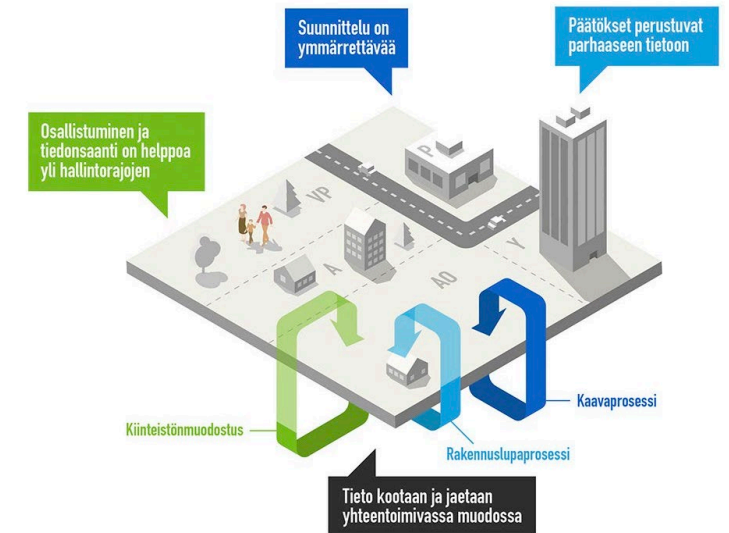 Suunnittelu on
ymmärrettävää
Päätökset perustuvat
parhaaseen tietoon
Osallistuminen ja
tiedonsaanti on helppoa
yli hallintorajojen
P
VP
A
AO
Y
Kaavaprosessi
Kiinteistönmuodostus
Rakennuslupaprosessi
Tieto kootaan ja jaetaan
yhteentoimivassa muodossa